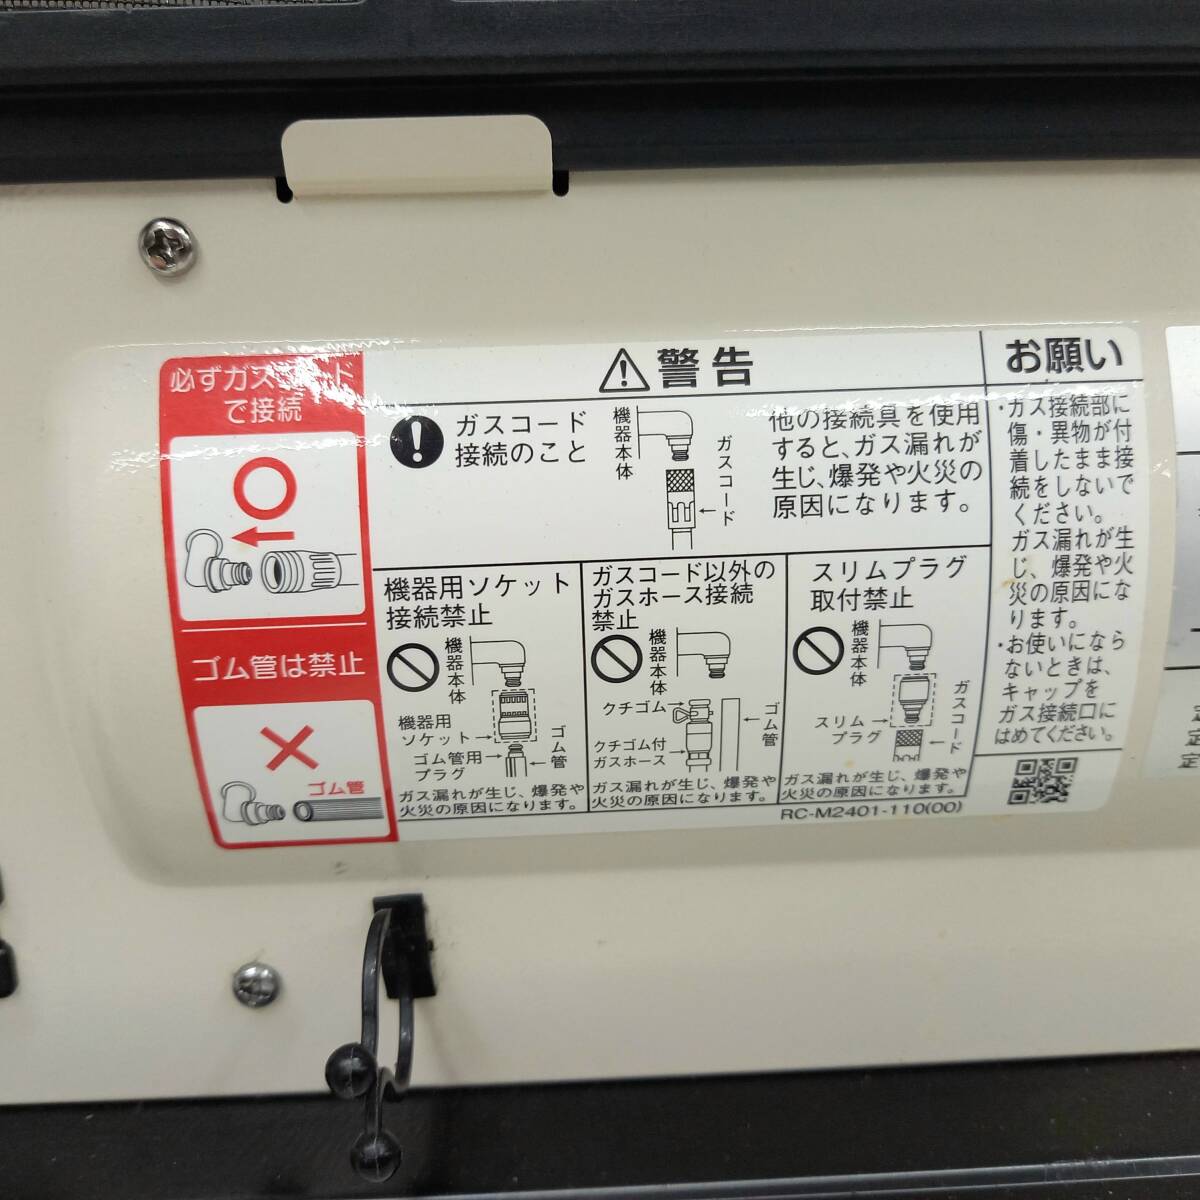 必ずガスコード
で接続
ゴム管は禁止
ゴム管
警告
ガスコード
接続のこと
機器本体
ガスコード
他の接続具を使用
すると、ガス漏れが
生じ、爆発や火災の
原因になります。
機器用ソケット
接続禁止
機器本体
機器用
ソケット
ゴム管用
プラグ
ゴム管
ガス漏れが生じ、爆発や
火災の原因になります。
ガスコード以外の
ガスホース接続
禁止
機器本体
クチゴム
クチゴム付
ガスホース
ゴム管
ガス漏れが生じ、爆発や
火災の原因になります。
スリムプラグ
取付禁止
機器本体
スリム
プラグ
ガスコード
ガス漏れが生じ、爆発や
火災の原因になります。
RC-M2401-110(00)
お願い
・ガス接続部に
傷・異物が付
着したまま接
続をしないで
ください。
ガス漏れが生
じ、爆発や火
災の原因にな
ります。
・お使いになら
ないときは、
キャップを
ガス接続口に
はめてください。
定
定